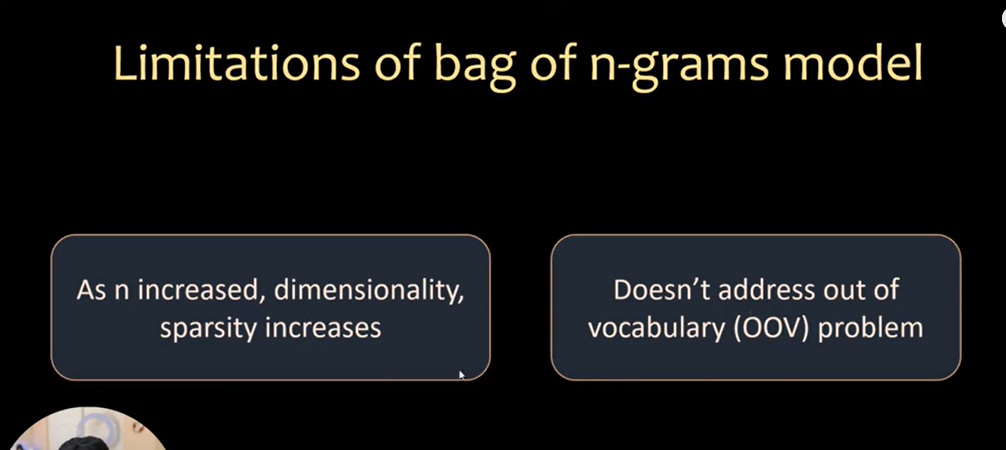 Limitations of bag of n-grams model
As n increased, dimensionality,
sparsity increases
Doesn't address out of
vocabulary (OOV) problem